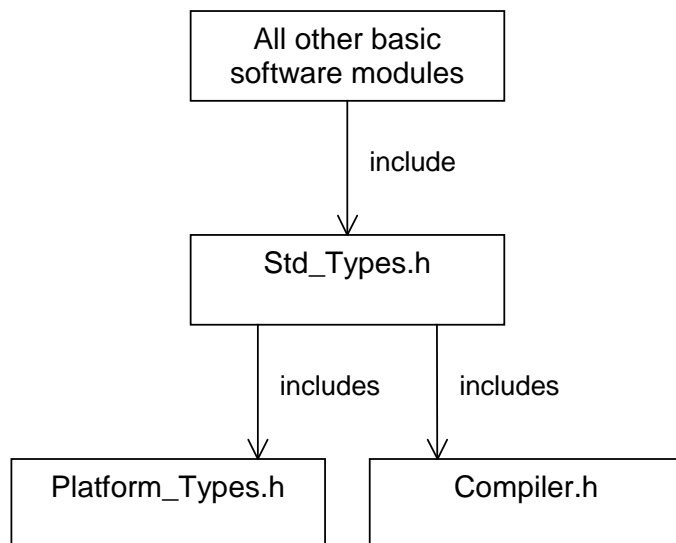 All other basic
software modules
include
Std_Types.h
includes
includes
Platform_Types.h
Compiler.h